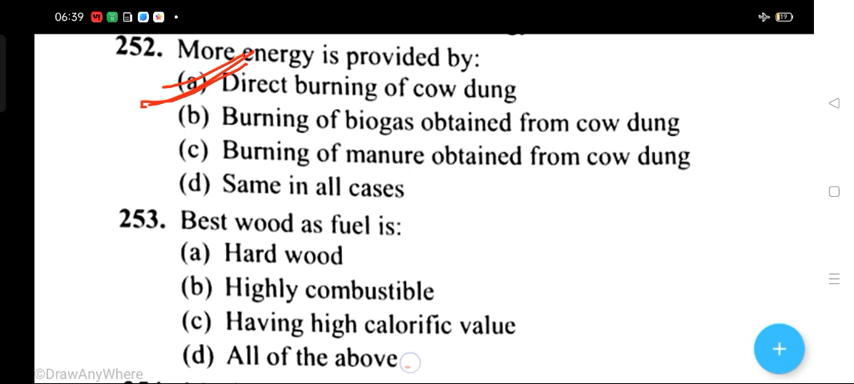 06:39
19
252. More energy is provided by:
(a) Direct burning of cow dung
(b) Burning of biogas obtained from cow dung
(c) Burning of manure obtained from cow dung
(d) Same in all cases
253. Best wood as fuel is:
(a) Hard wood
(b) Highly combustible
(c) Having high calorific value
(d) All of the above
©DrawAnyWhere